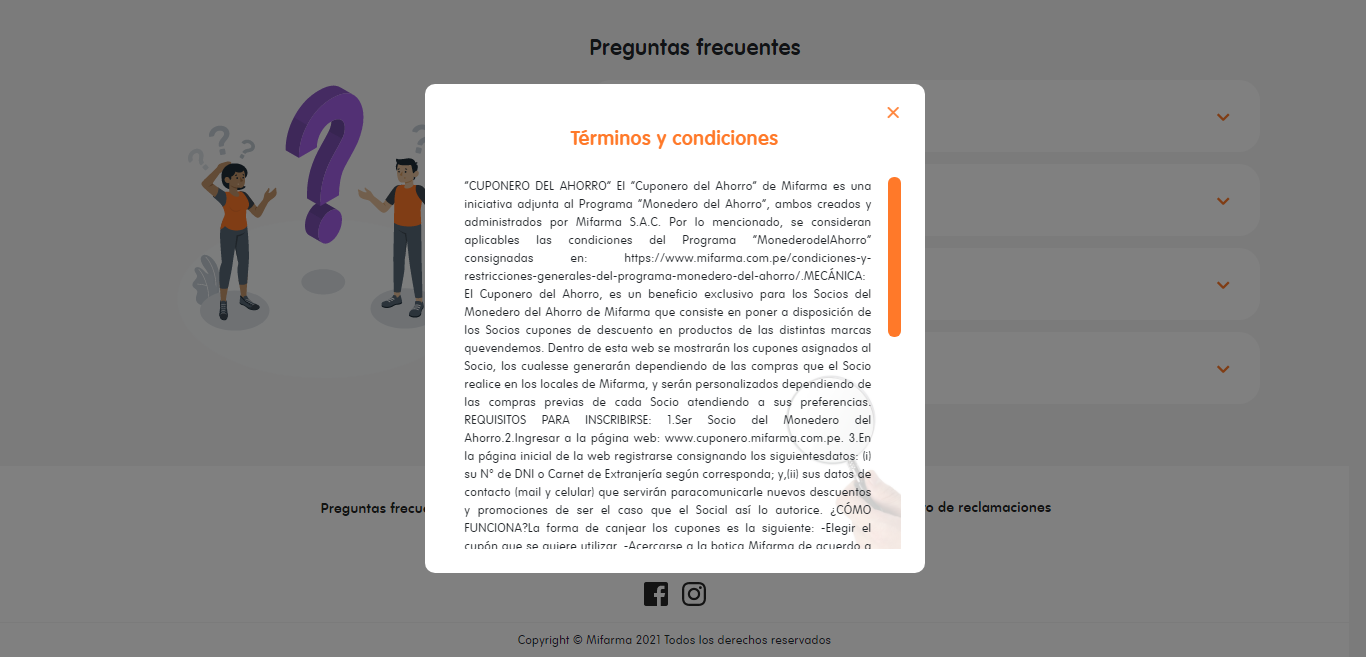 Preguntas frecuentes
Términos y condiciones
“CUPONERO DEL AHORRO” El “Cuponero del Ahorro” de Mifarma es una
iniciativa adjunta al Programa “Monedero del Ahorro”, ambos creados y
administrados por Mifarma S.A.C. Por lo mencionado, se consideran
aplicables las condiciones del Programa “MonederodelAhorro”
consignadas en: https://www.mifarma.com.pe/condiciones-y-
restricciones-generales-del-programa-monedero-del-ahorro/.MECÁNICA:
El Cuponero del Ahorro, es un beneficio exclusivo para los Socios del
Monedero del Ahorro de Mifarma que consiste en poner a disposición de
los Socios cupones de descuento en productos de las distintas marcas
quevendemos. Dentro de esta web se mostrarán los cupones asignados al
Socio, los cualesse generarán dependiendo de las compras que el Socio
realice en los locales de Mifarma, y serán personalizados dependiendo de
las compras previas de cada Socio atendiendo a sus preferencias.
REQUISITOS PARA INSCRIBIRSE: 1.Ser Socio del Monedero del
Ahorro.2.Ingresar a la página web: www.cuponero.mifarma.com.pe. 3.En
la página inicial de la web registrarse consignando los siguientesdatos: (i)
su N° de DNI o Carnet de Extranjería según corresponda; y,(ii) sus datos de
contacto (mail y celular) que servirán paracomunicarle nuevos descuentos
y promociones de ser el caso que el Social así lo autorice. ¿CÓMO
FUNCIONA?La forma de canjear los cupones es la siguiente: -Elegir el
cupón que se quiere utilizar. -Acercarse a la botica Mifarma de acuerdo a
Preguntas frecue
o de reclamaciones
Copyright © Mifarma 2021 Todos los derechos reservados